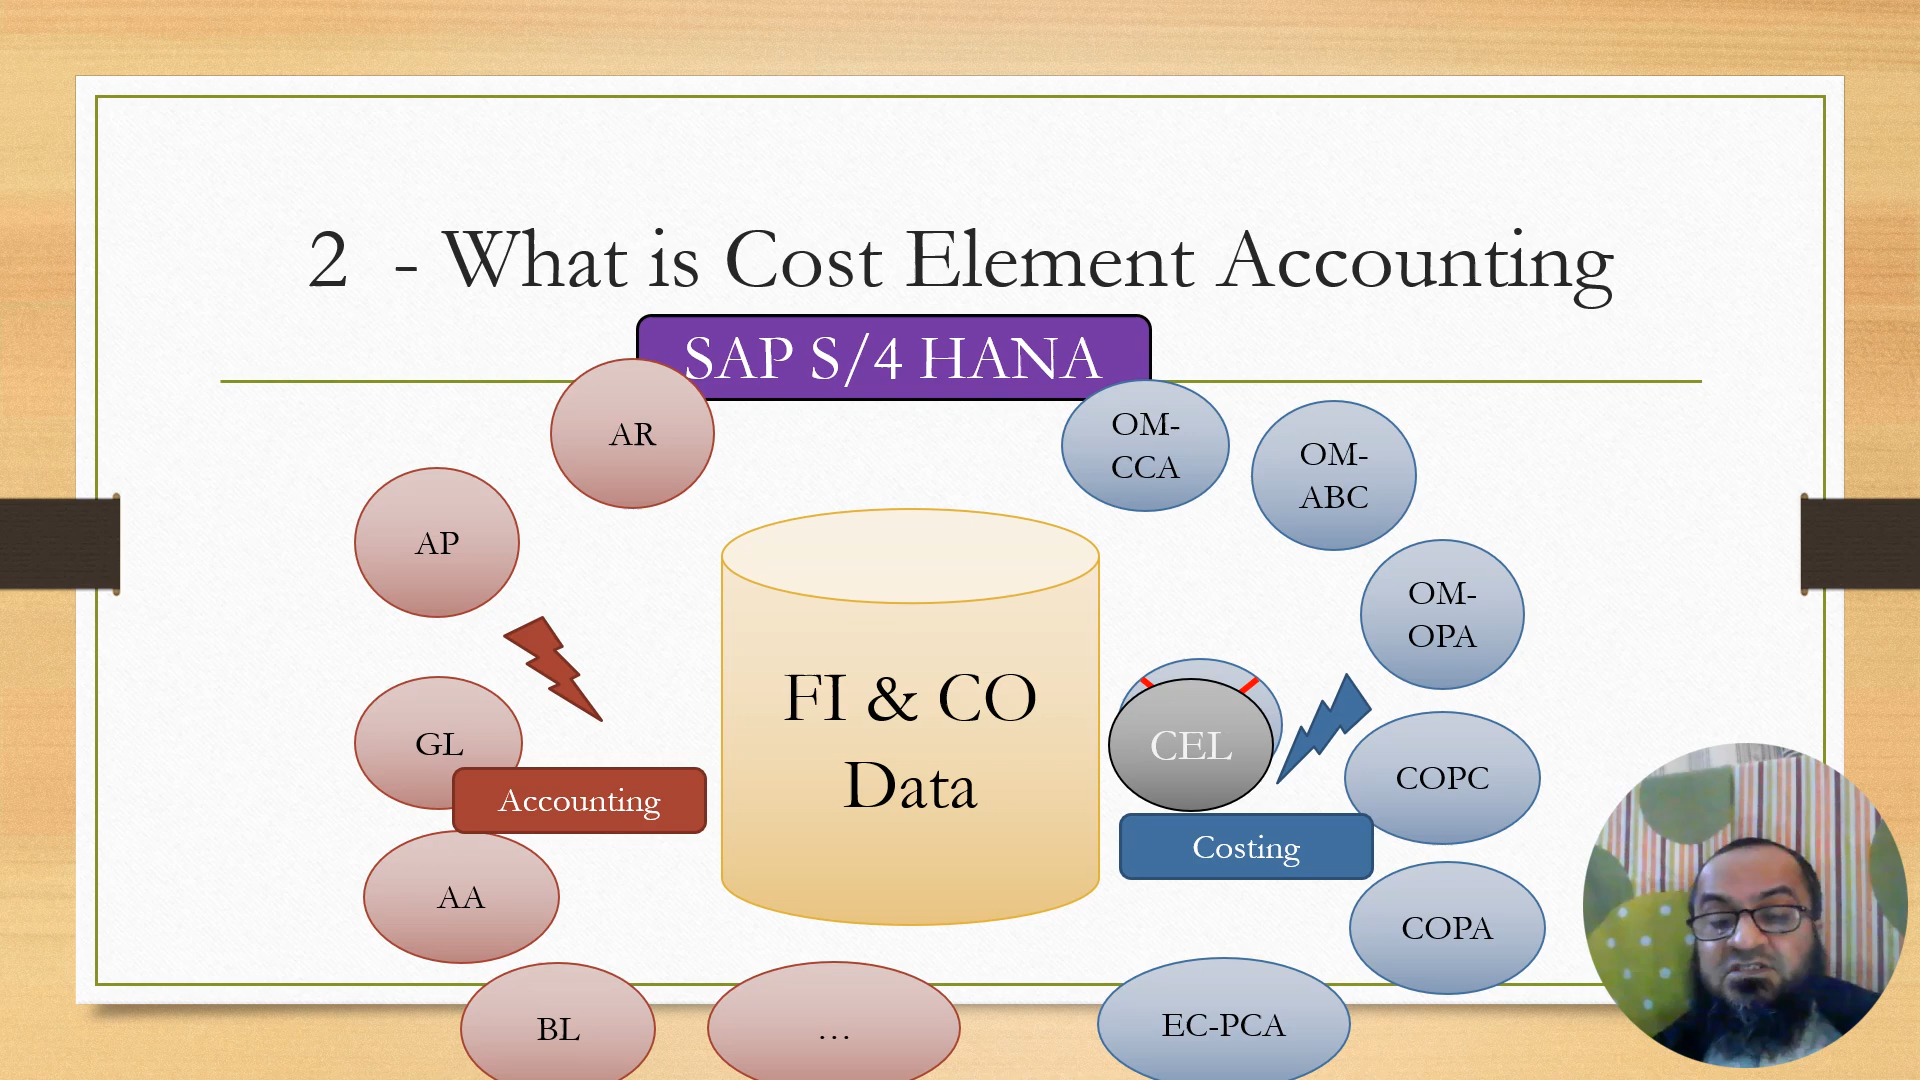 2 - What is Cost Element Accounting
SAP S/4 HANA
AR
OM-
CCA
OM-
ABC
AP
OM-
OPA
FI & CO
Data
GL
CEL
COPC
Accounting
Costing
AA
COPA
BL
...
EC-PCA